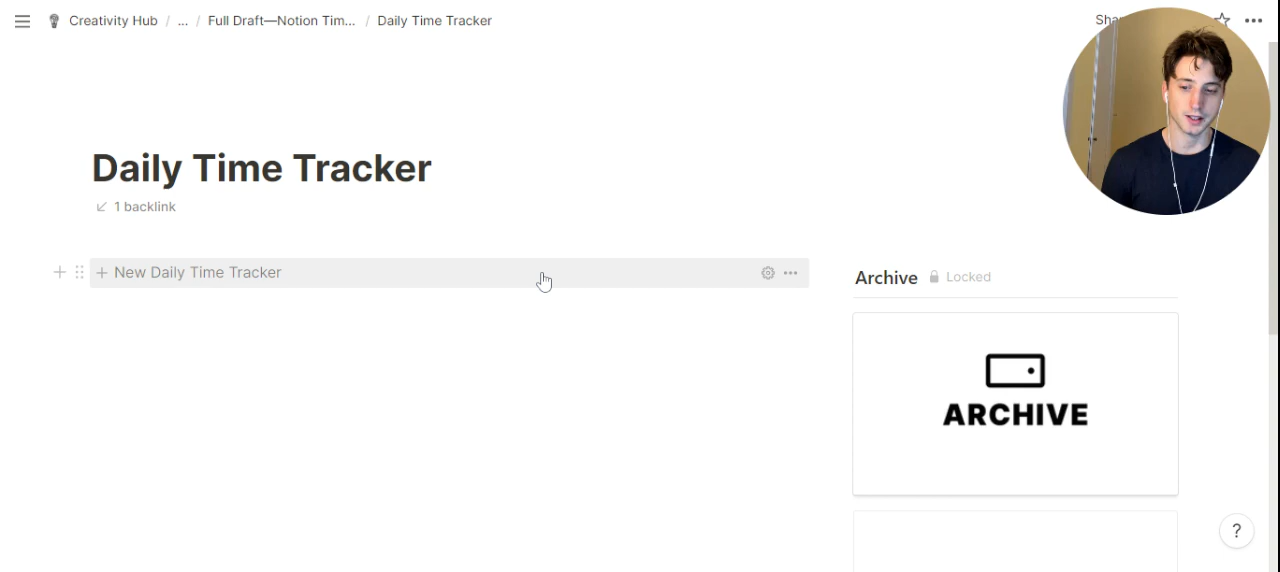 Creativity Hub / ... / Full Draft—Notion Tim... / Daily Time Tracker
Daily Time Tracker
1 backlink
+ New Daily Time Tracker
Archive Locked
ARCHIVE
?